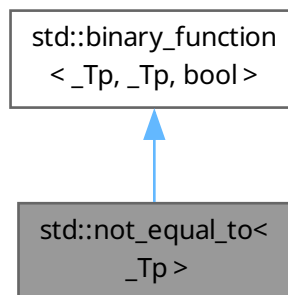 std::binary_function
< _Tp, _Tp, bool >
std::not_equal_to<
_Tp >